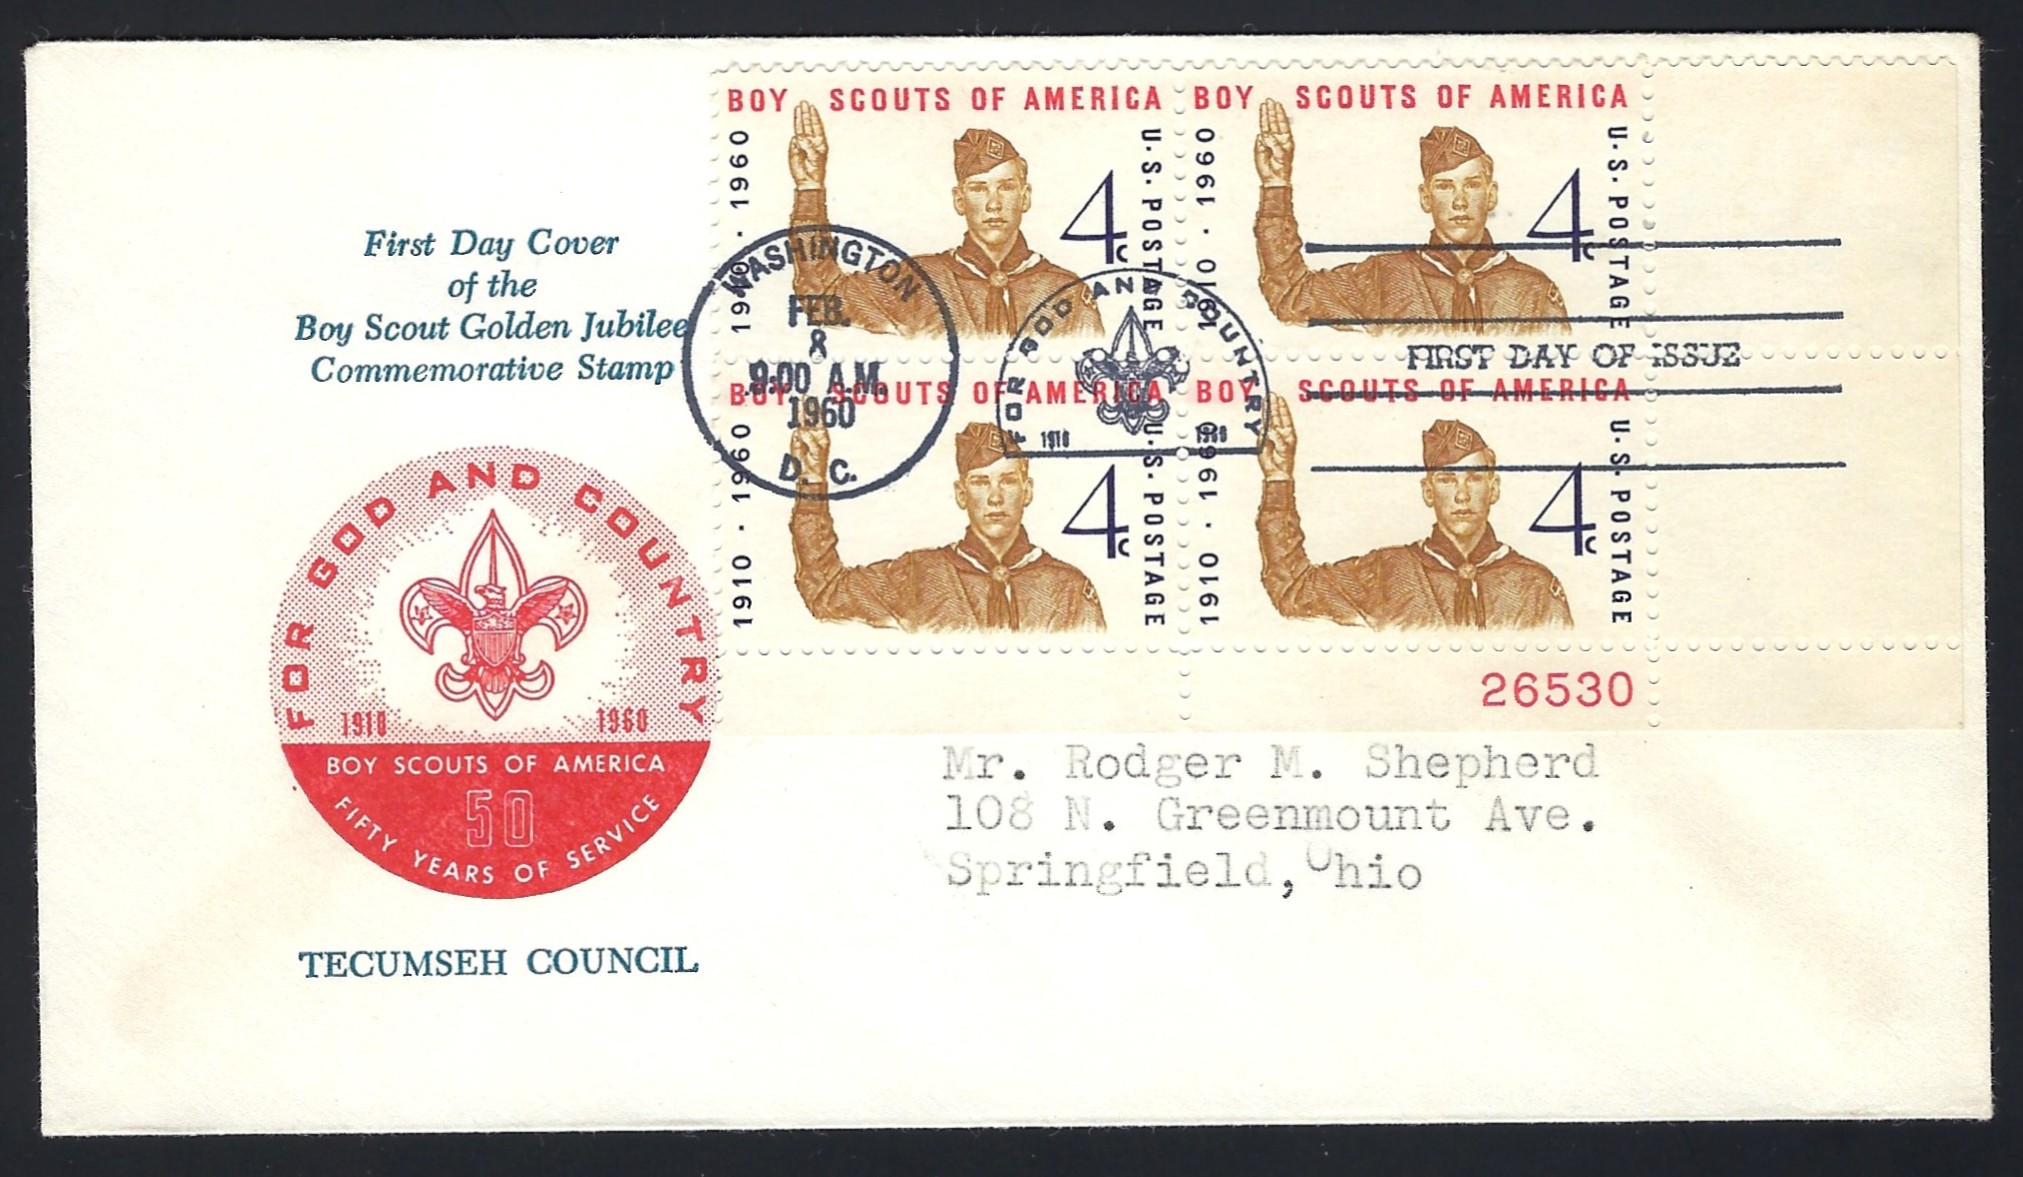 First Day Cover
of the
Boy Scout Golden Jubilee
Commemorative Stamp
FOR GOD AND COUNTRY
1910 1960
BOY SCOUTS OF AMERICA
50
FIFTY YEARS OF SERVICE
TECUMSEH COUNCIL
BOY SCOUTS OF AMERICA
1910 · 1960
4c
U.S. POSTAGE
BOY SCOUTS OF AMERICA
1910 · 1960
4c
U.S. POSTAGE
WASHINGTON
FEB.
8
9:00 A.M.
1960
D. C.
FOR GOD AND COUNTRY
1910 1960
FIRST DAY OF ISSUE
BOY SCOUTS OF AMERICA
1910 · 1960
4c
U.S. POSTAGE
BOY SCOUTS OF AMERICA
1910 · 1960
4c
U.S. POSTAGE
26530
Mr. Rodger M. Shepherd
108 N. Greenmount Ave.
Springfield, Ohio